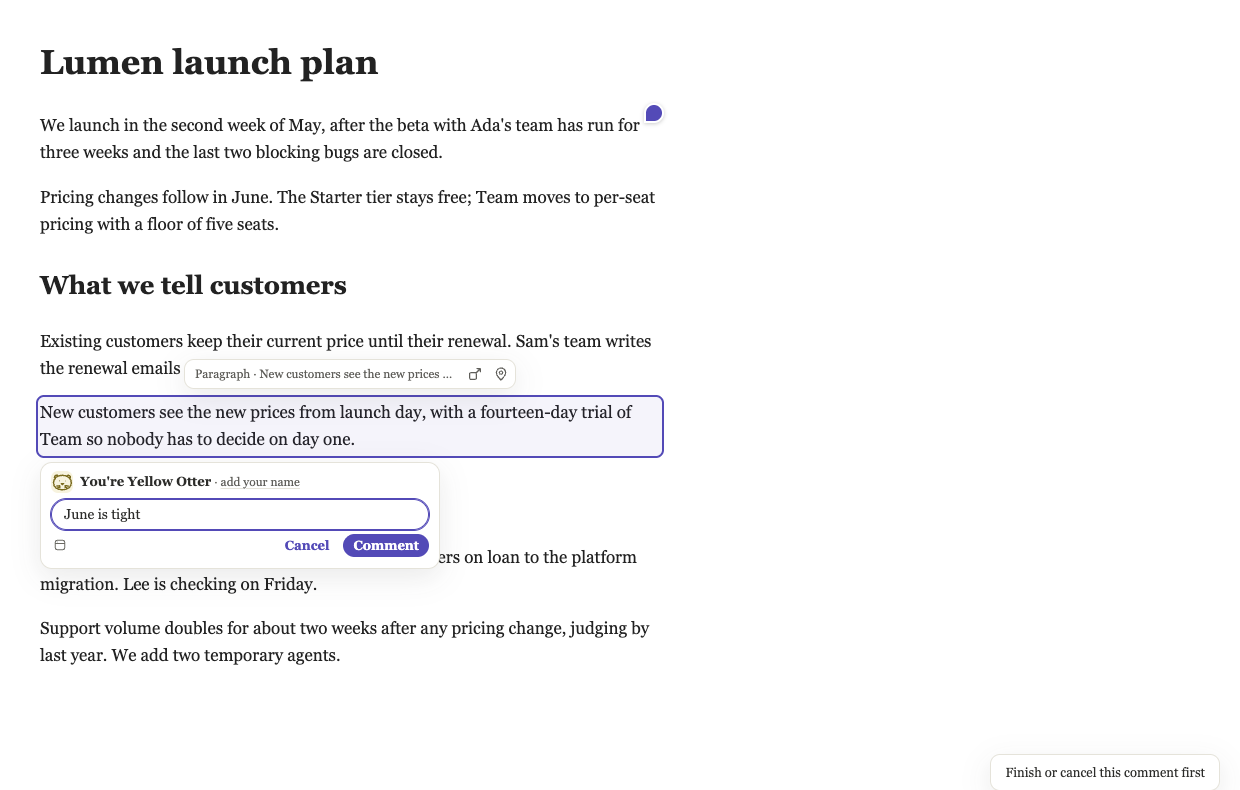 Lumen launch plan
We launch in the second week of May, after the beta with Ada's team has run for
three weeks and the last two blocking bugs are closed.
Pricing changes follow in June. The Starter tier stays free; Team moves to per-seat
pricing with a floor of five seats.
What we tell customers
Existing customers keep their current price until their renewal. Sam's team writes
the renewal emails
Paragraph · New customers see the new prices ...
New customers see the new prices from launch day, with a fourteen-day trial of
Team so nobody has to decide on day one.
You're Yellow Otter · add your name
June is tight
Cancel Comment
on loan to the platform
migration. Lee is checking on Friday.
Support volume doubles for about two weeks after any pricing change, judging by
last year. We add two temporary agents.
Finish or cancel this comment first